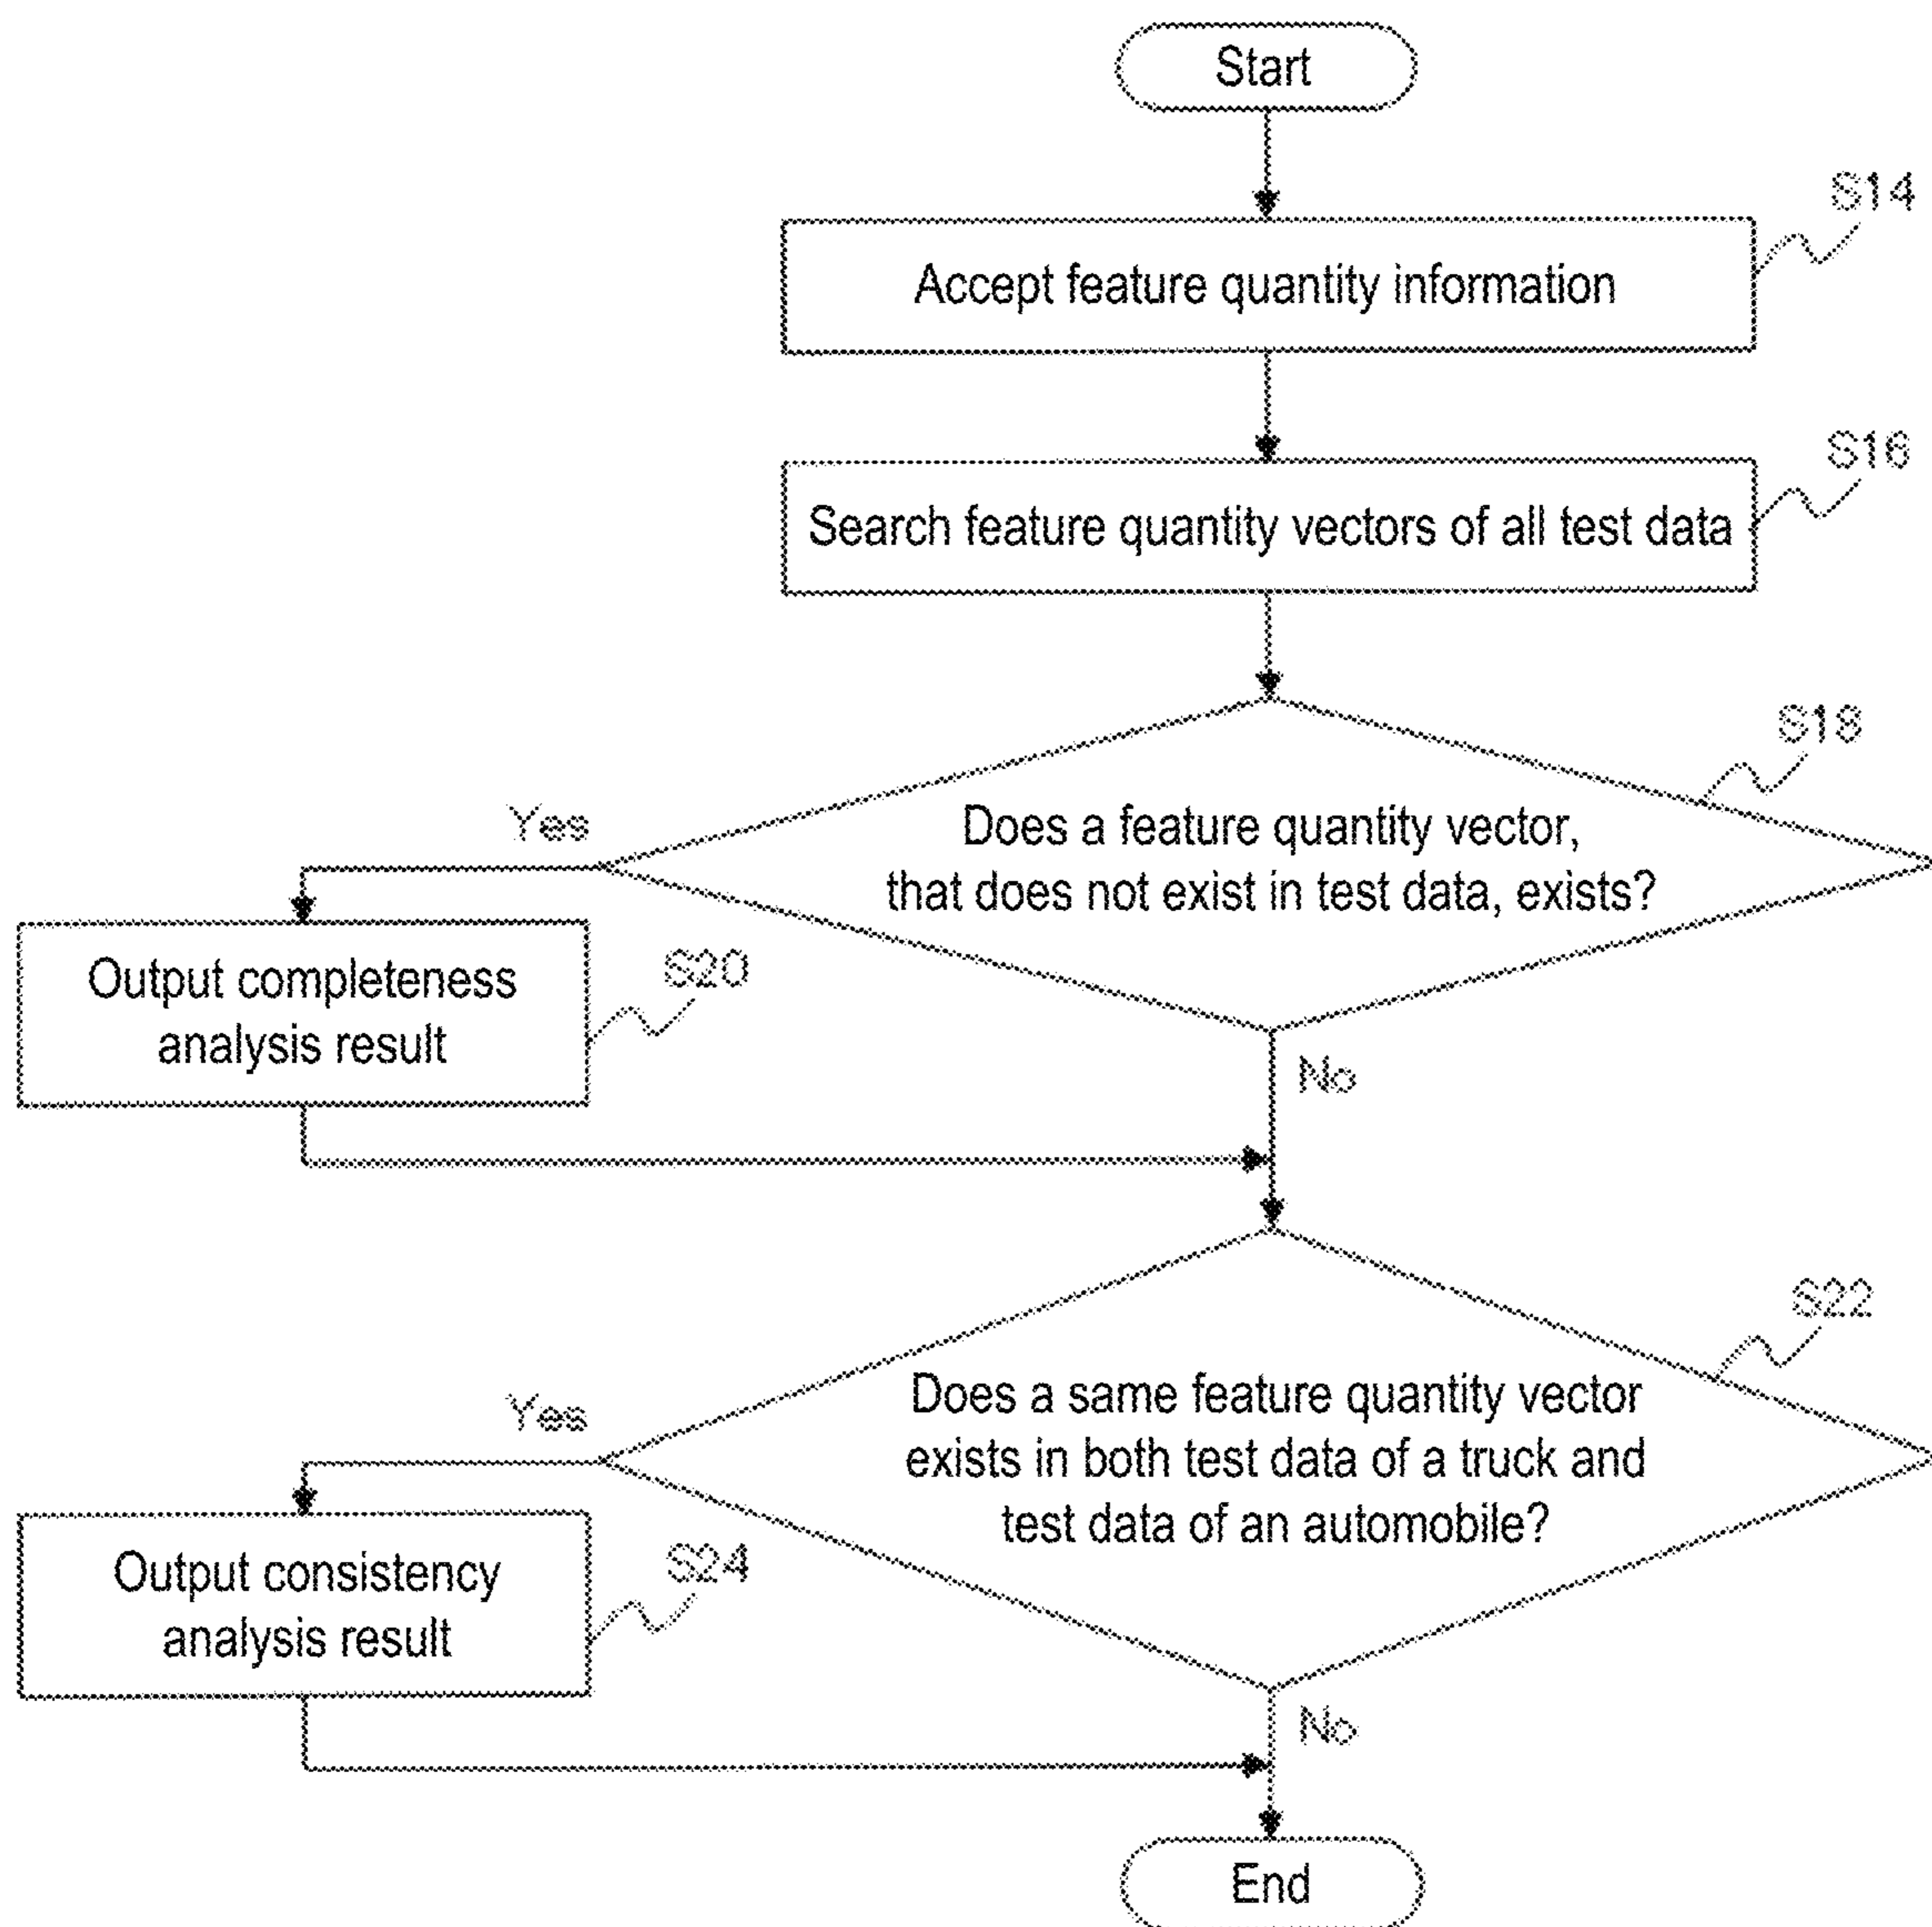 Start
S14
Accept feature quantity information
S16
Search feature quantity vectors of all test data
S18
Does a feature quantity vector,
that does not exist in test data, exists?
Yes
No
S20
Output completeness
analysis result
S22
Does a same feature quantity vector
exists in both test data of a truck and
test data of an automobile?
Yes
No
S24
Output consistency
analysis result
End